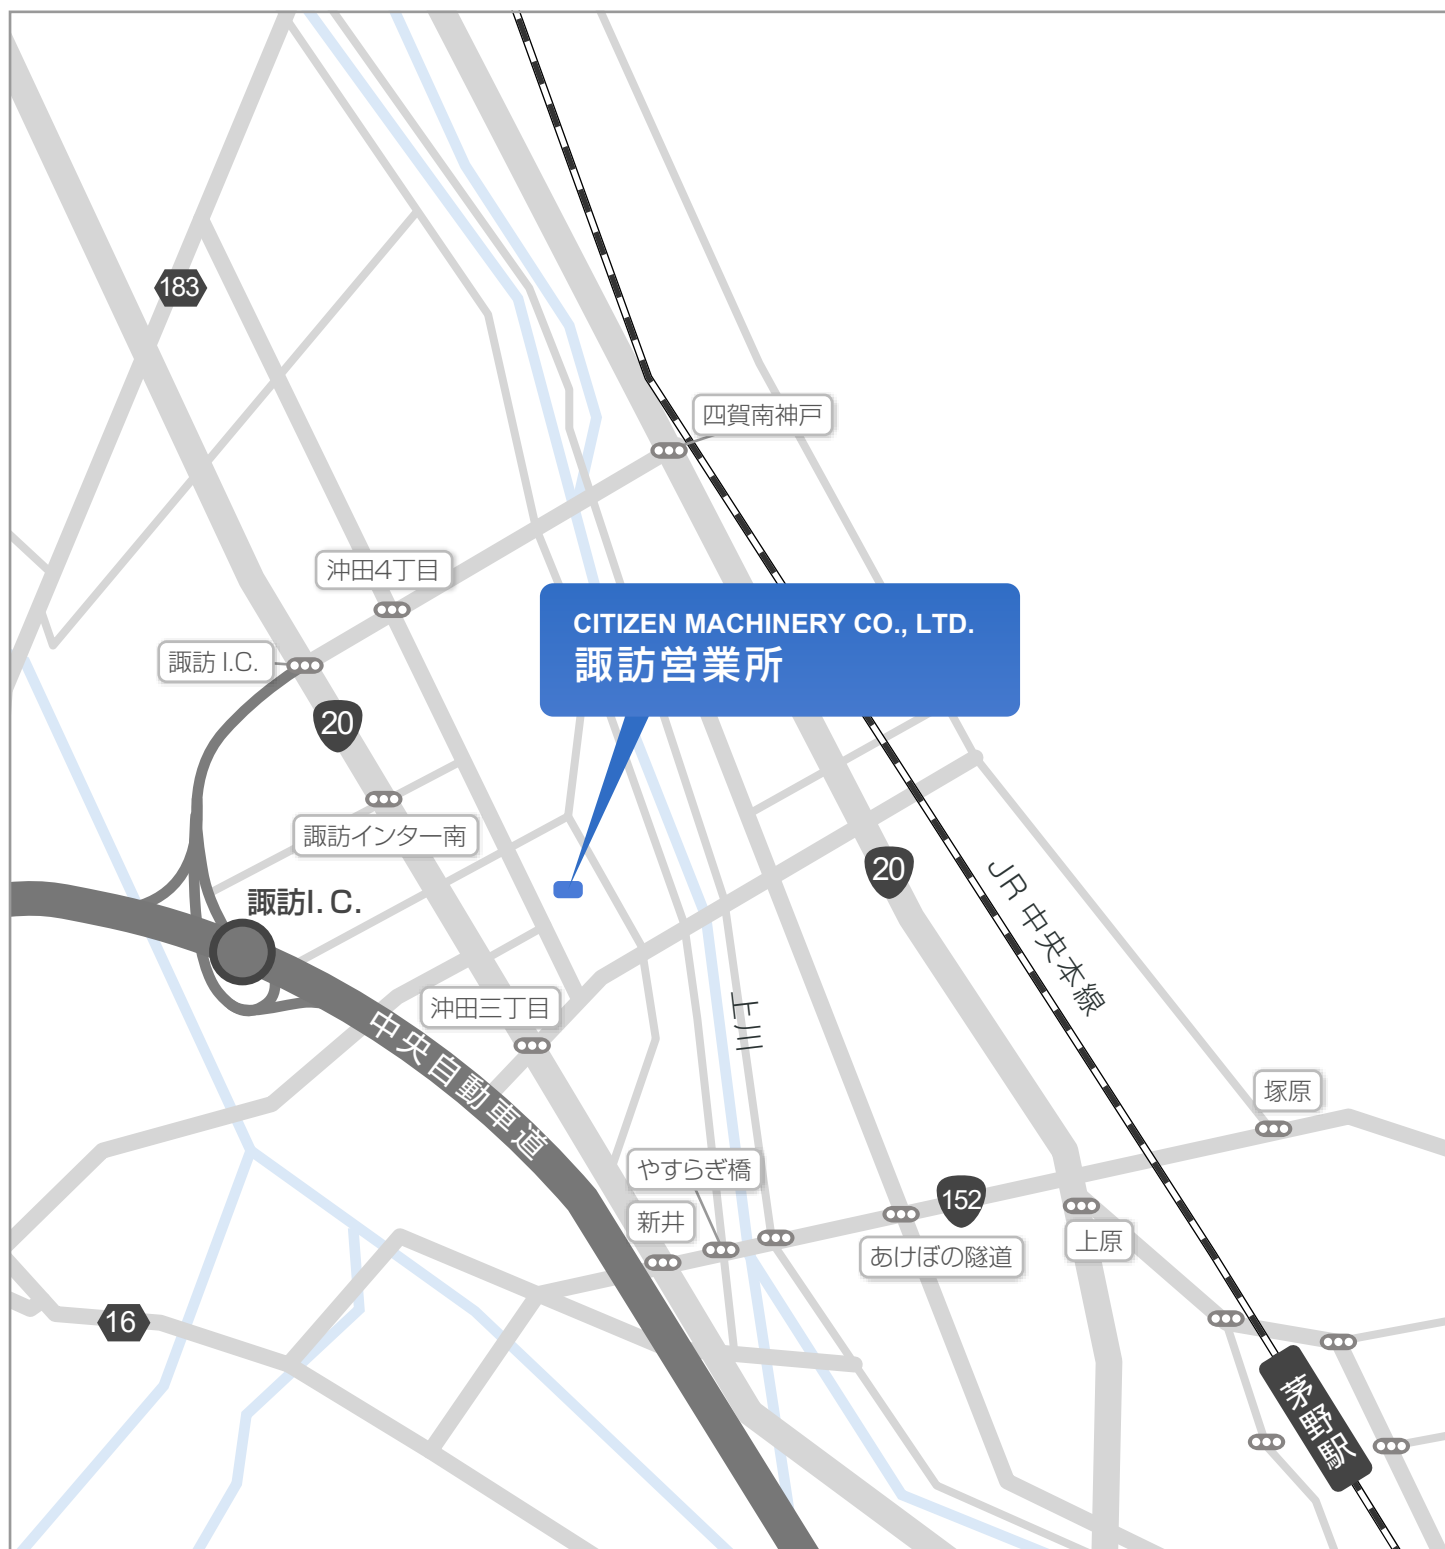 183
四賀南神戸
沖田4丁目
CITIZEN MACHINERY CO., LTD.
諏訪営業所
諏訪 I.C.
20
諏訪インター南
20
諏訪I. C.
JR 中央本線
沖田三丁目
上川
中央自動車道
塚原
やすらぎ橋
152
新井
上原
あけぼの隧道
16
茅野駅